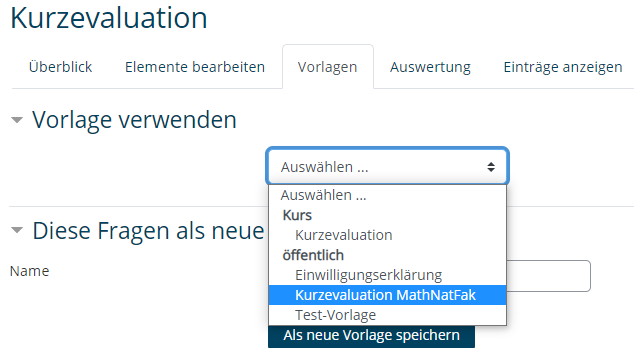 Kurzevaluation
Überblick Elemente bearbeiten Vorlagen Auswertung Einträge anzeigen
Vorlage verwenden
Auswählen ...
Auswählen ...
Kurs
Kurzevaluation
öffentlich
Diese Fragen als neue
Einwilligungserklärung
Name
Kurzevaluation MathNatFak
Test-Vorlage
Als neue Vorlage speichern